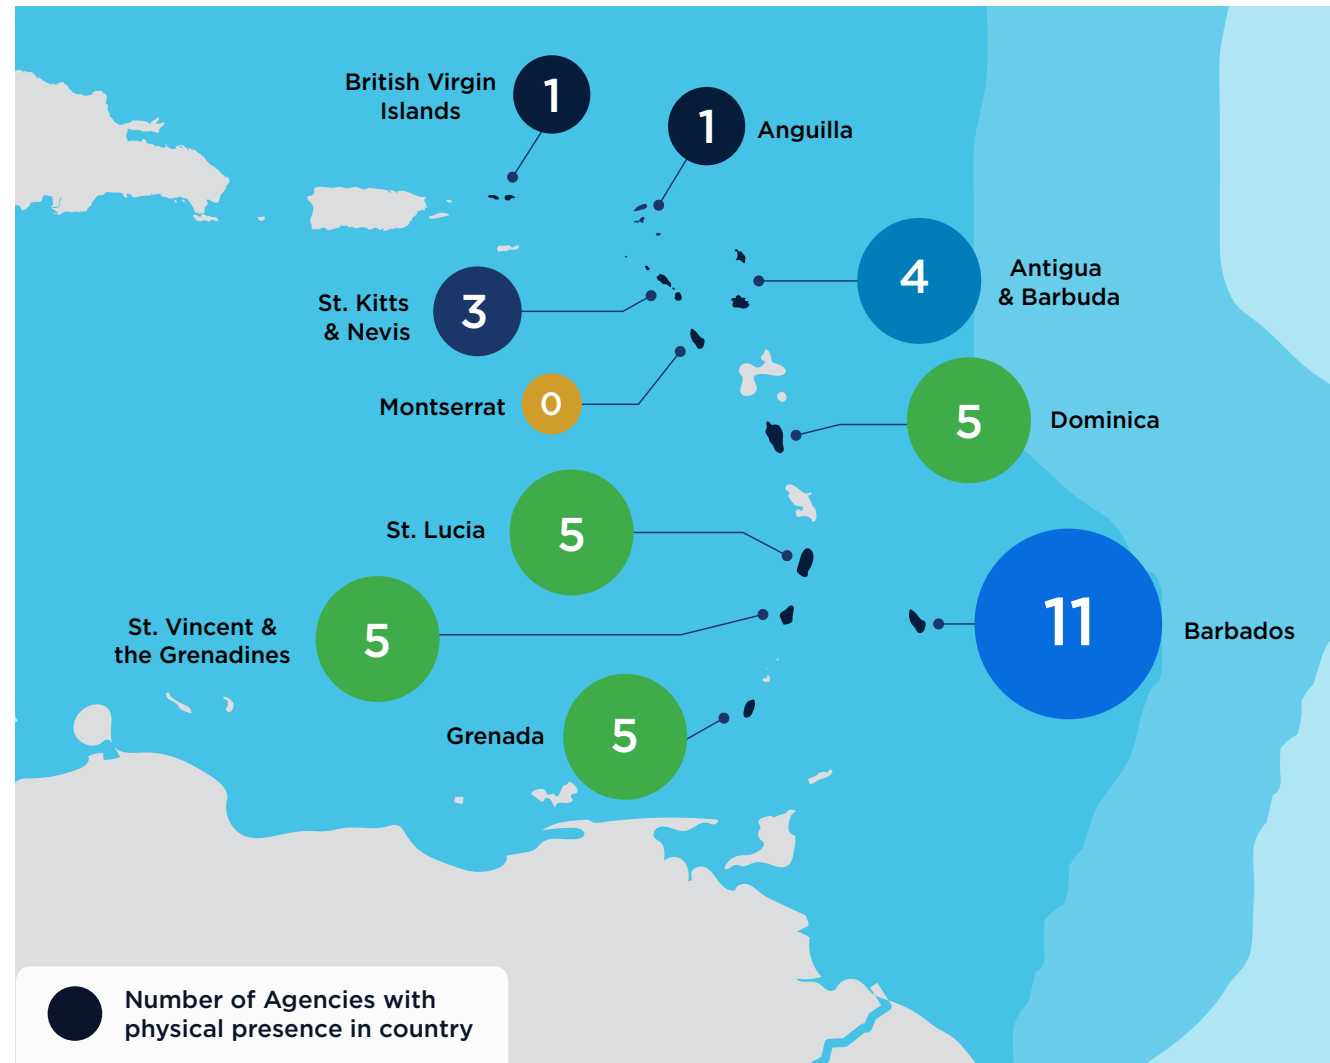 British Virgin
Islands
1
1
Anguilla
4
Antigua
& Barbuda
St. Kitts
& Nevis
3
Montserrat
0
5
Dominica
St. Lucia
5
St. Vincent &
the Grenadines
5
11
Barbados
Grenada
5
Number of Agencies with
physical presence in country